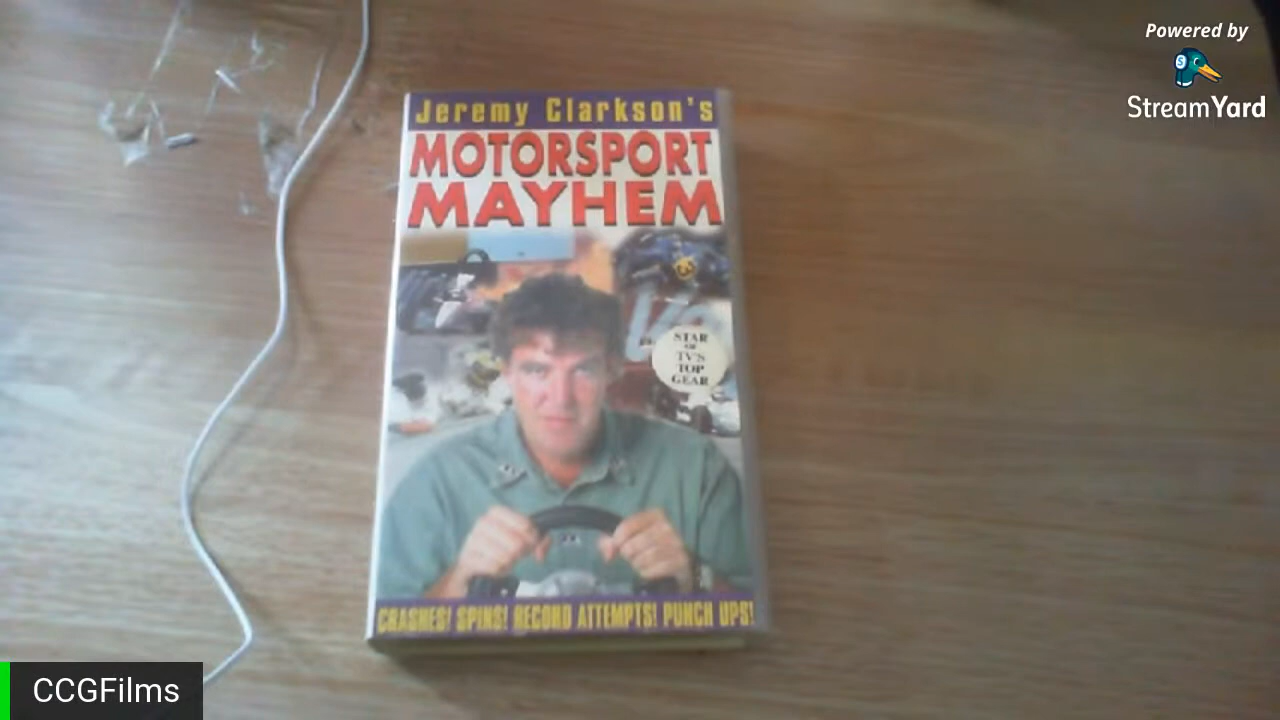 Powered by
StreamYard
Jeremy Clarkson's
MOTORSPORT
MAYHEM
STAR
OF
TV'S
TOP
GEAR
CRASHES! SPINS! RECORD ATTEMPTS! PUNCH UPS!
CCGFilms